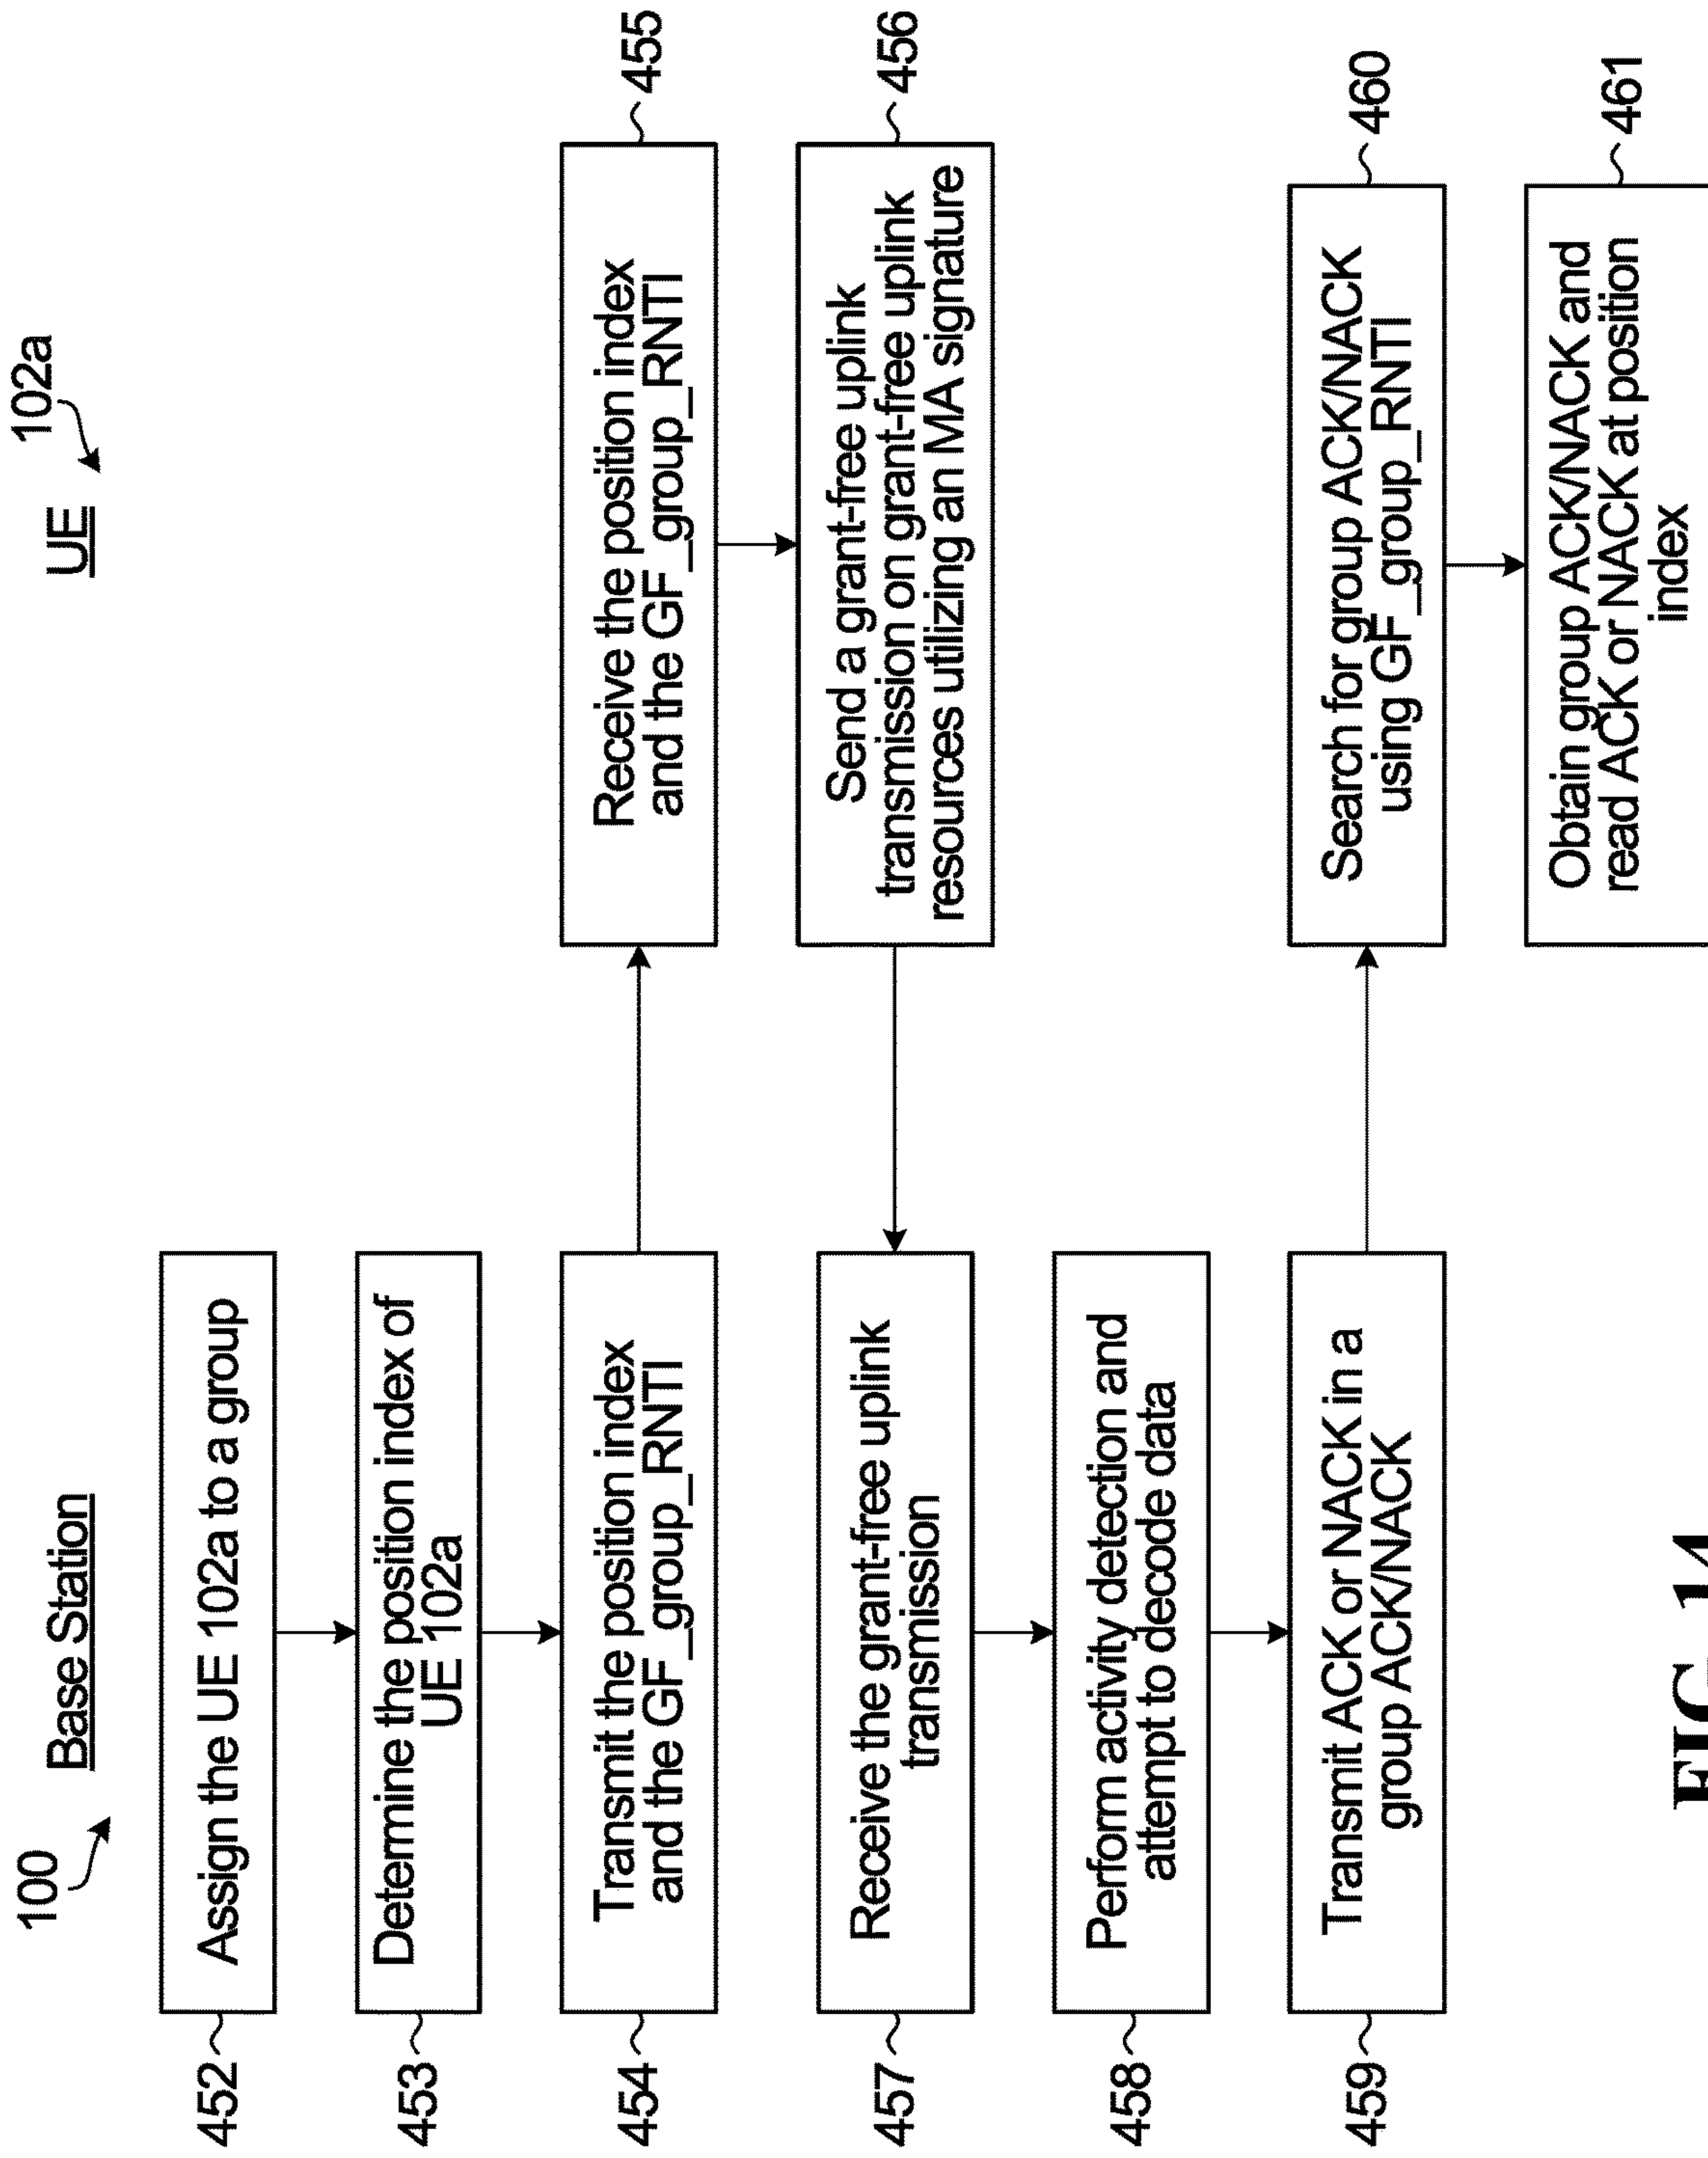 100
Base Station
UE
102a
452
Assign the UE 102a to a group
453
Determine the position index of
UE 102a
454
Transmit the position index
and the GF_group_RNTI
Receive the position index
and the GF_group_RNTI
455
Send a grant-free uplink
transmission on grant-free uplink
resources utilizing an MA signature
456
457
Receive the grant-free uplink
transmission
458
Perform activity detection and
attempt to decode data
459
Transmit ACK or NACK in a
group ACK/NACK
Search for group ACK/NACK
using GF_group_RNTI
460
Obtain group ACK/NACK and
read ACK or NACK at position
index
461
FIG. 14